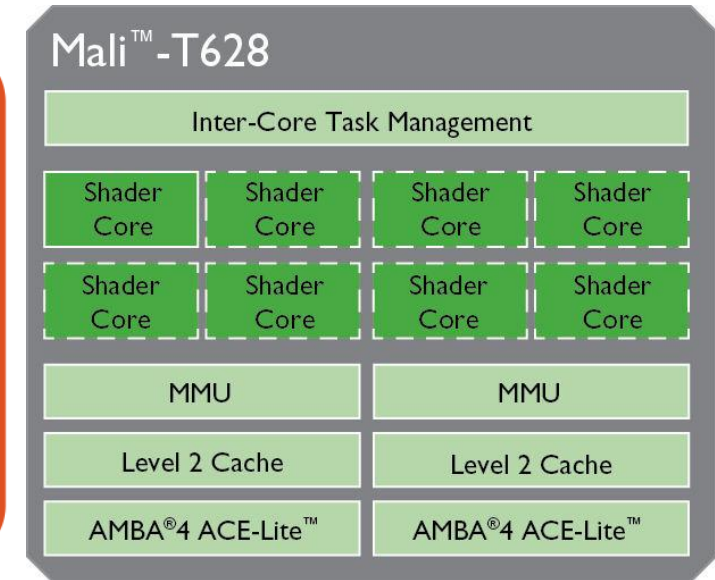 Mali™-T628
Inter-Core Task Management
Shader Core Shader Core Shader Core Shader Core
Shader Core Shader Core Shader Core Shader Core
MMU MMU
Level 2 Cache Level 2 Cache
AMBA®4 ACE-Lite™ AMBA®4 ACE-Lite™